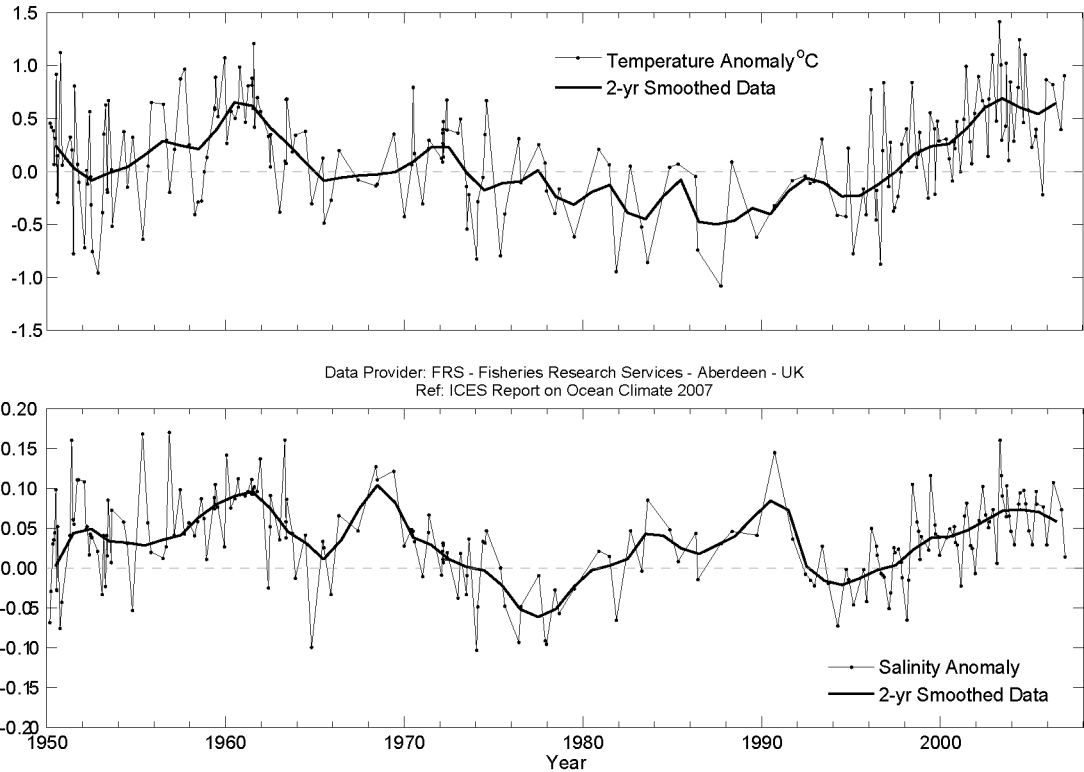 1.5
1.0
0.5
0.0
-0.5
-1.0
-1.5
Temperature Anomaly°C
2-yr Smoothed Data
Data Provider: FRS - Fisheries Research Services - Aberdeen - UK
Ref: ICES Report on Ocean Climate 2007
0.20
0.15
0.10
0.05
0.00
-0.05
-0.10
-0.15
-0.20
Salinity Anomaly
2-yr Smoothed Data
1950 1960 1970 1980 1990 2000
Year